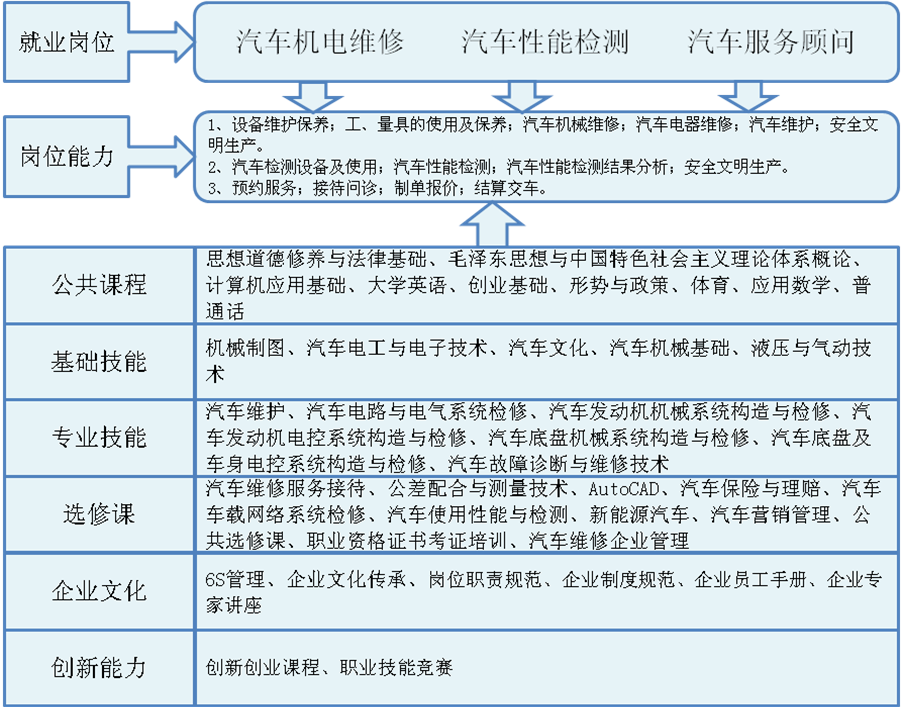 就业岗位
汽车机电维修 汽车性能检测 汽车服务顾问
岗位能力
1、设备维护保养；工、量具的使用及保养；汽车机械维修；汽车电器维修；汽车维护；安全文
明生产。
2、汽车检测设备及使用；汽车性能检测；汽车性能检测结果分析；安全文明生产。
3、预约服务；接待问诊；制单报价；结算交车。
公共课程
思想道德修养与法律基础、毛泽东思想与中国特色社会主义理论体系概论、
计算机应用基础、大学英语、创业基础、形势与政策、体育、应用数学、普
通话
基础技能
机械制图、汽车电工与电子技术、汽车文化、汽车机械基础、液压与气动技
术
专业技能
汽车维护、汽车电路与电气系统检修、汽车发动机机械系统构造与检修、汽
车发动机电控系统构造与检修、汽车底盘机械系统构造与检修、汽车底盘及
车身电控系统构造与检修、汽车故障诊断与维修技术
选修课
汽车维修服务接待、公差配合与测量技术、AutoCAD、汽车保险与理赔、汽车
车载网络系统检修、汽车使用性能与检测、新能源汽车、汽车营销管理、公
共选修课、职业资格证书考证培训、汽车维修企业管理
企业文化
6S管理、企业文化传承、岗位职责规范、企业制度规范、企业员工手册、企业专
家讲座
创新能力
创新创业课程、职业技能竞赛